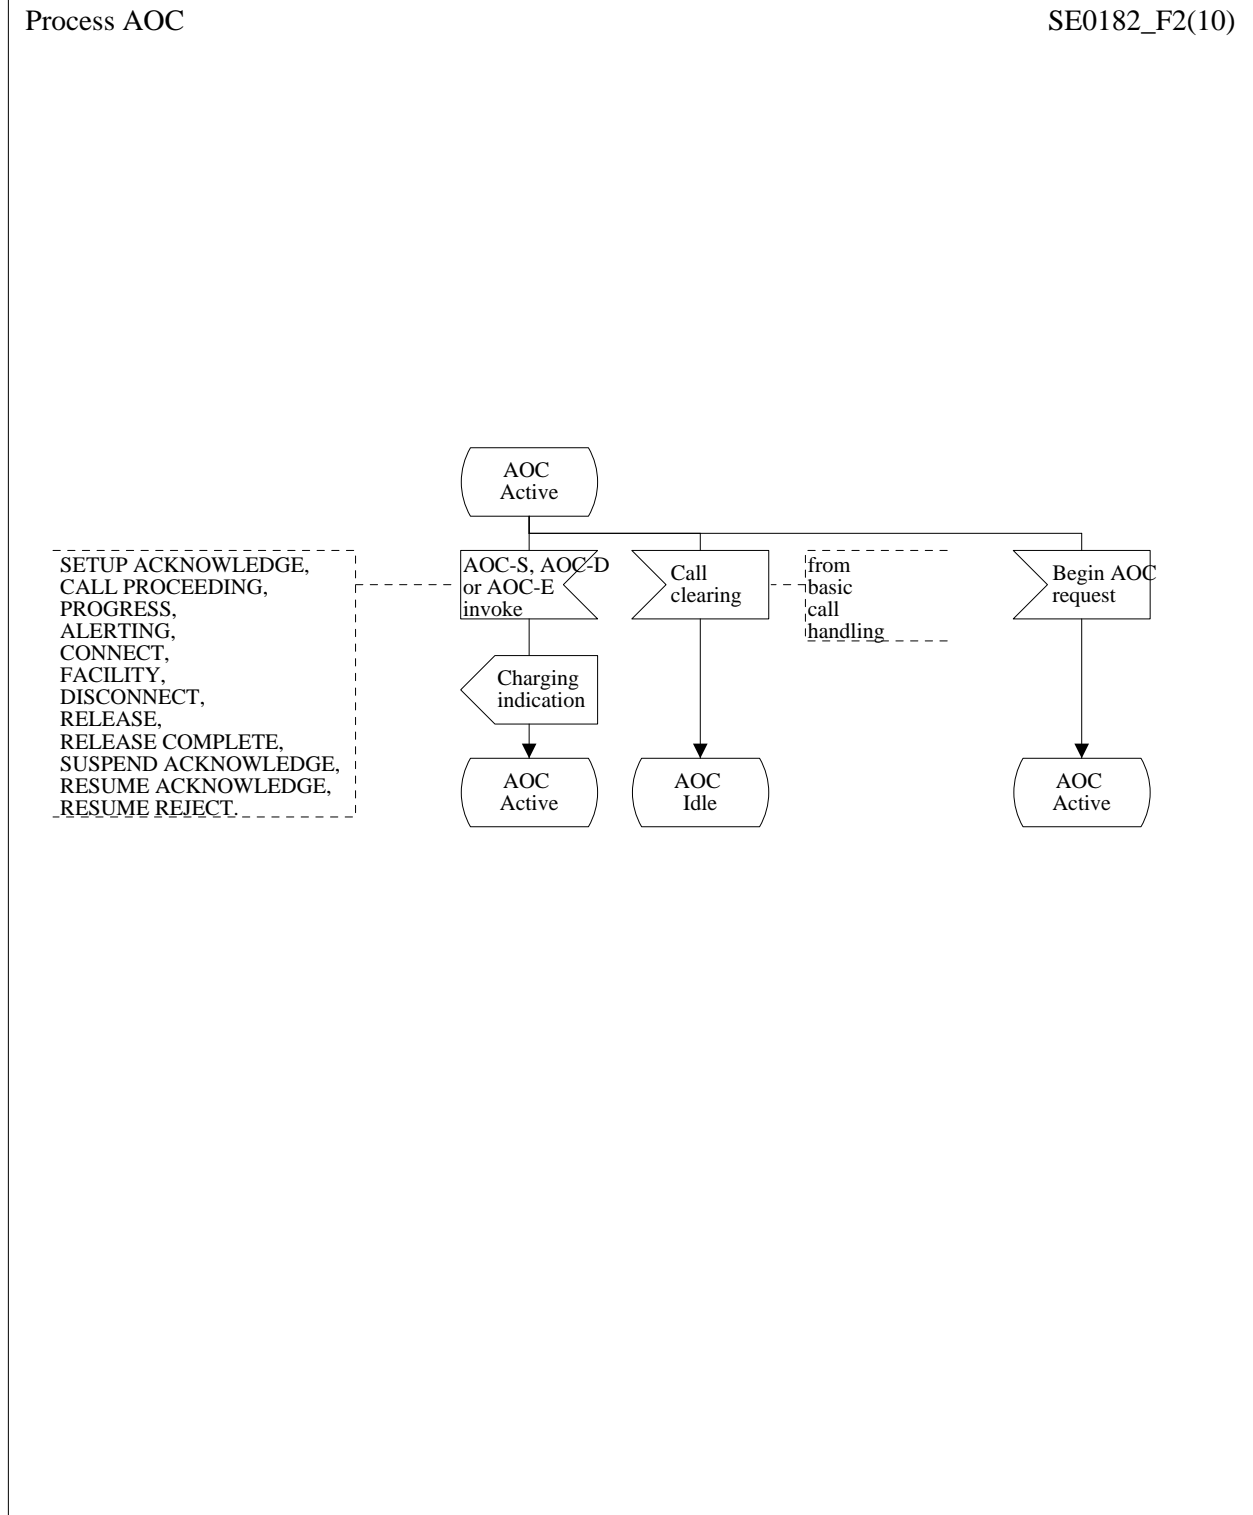 Process AOC
SE0182_F2(10)
AOC
Active
SETUP ACKNOWLEDGE,
CALL PROCEEDING,
PROGRESS,
ALERTING,
CONNECT,
FACILITY,
DISCONNECT,
RELEASE,
RELEASE COMPLETE,
SUSPEND ACKNOWLEDGE,
RESUME ACKNOWLEDGE,
RESUME REJECT.
AOC-S, AOC-D
or AOC-E
invoke
Call
clearing
from
basic
call
handling
Begin AOC
request
Charging
indication
AOC
Active
AOC
Idle
AOC
Active